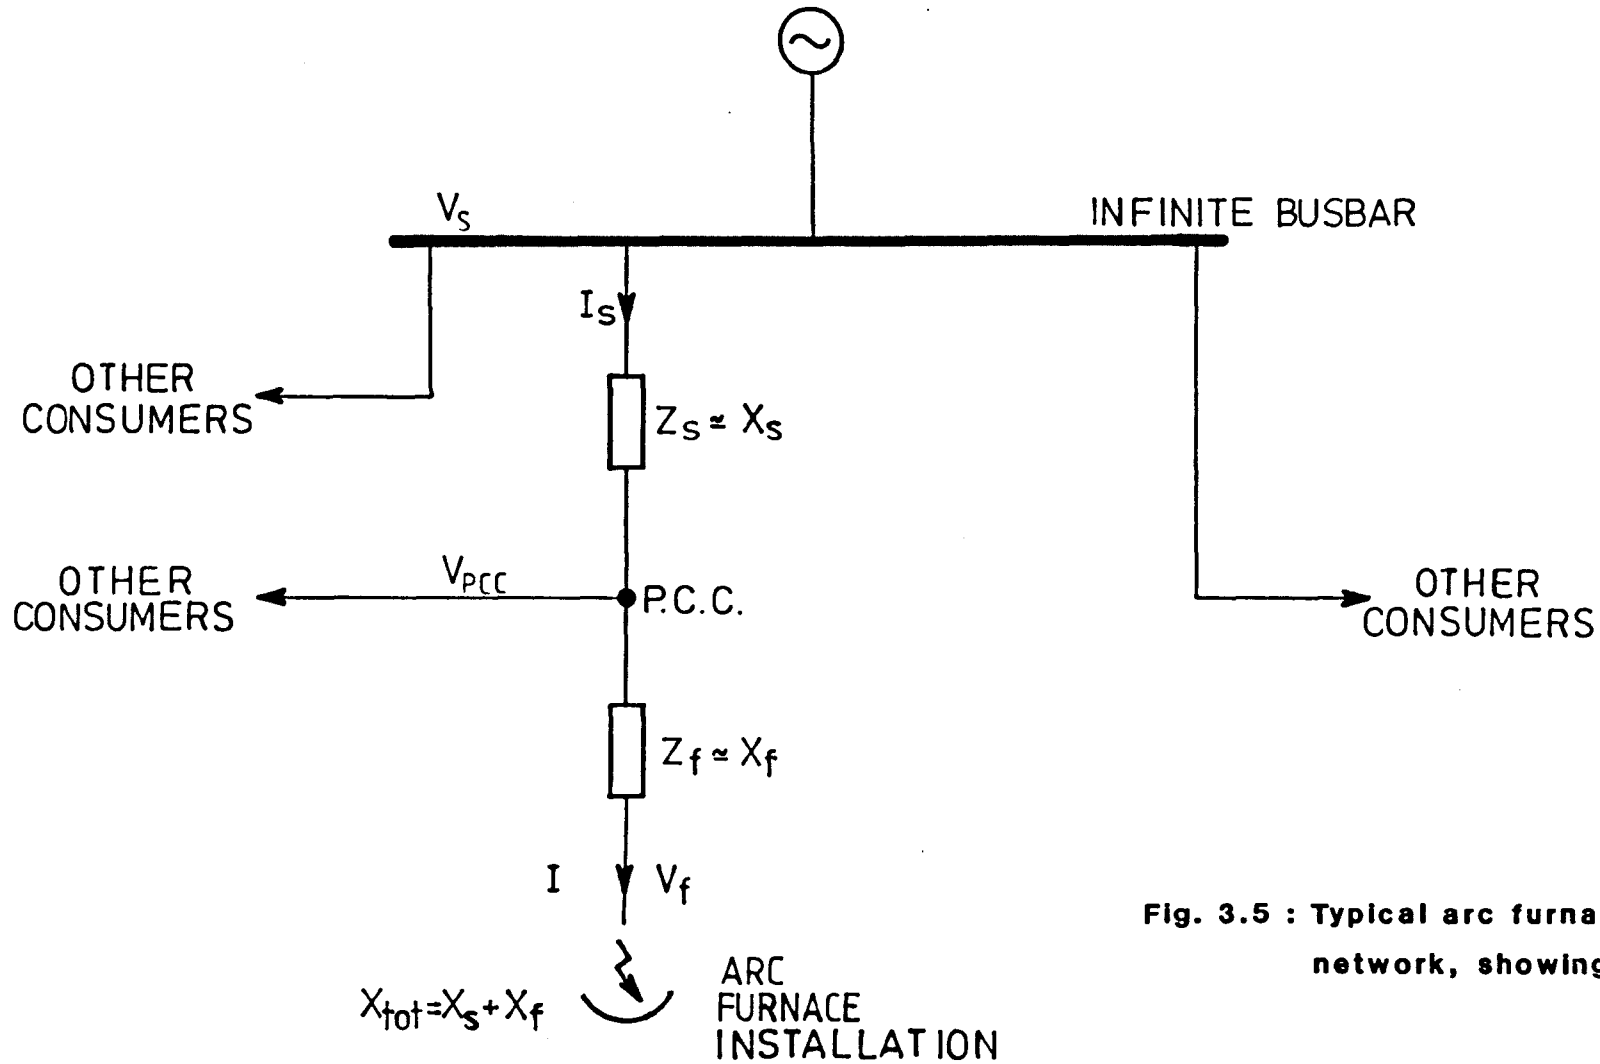 V_S
INFINITE BUSBAR
I_S
OTHER
CONSUMERS
Z_S ≃ X_S
OTHER
CONSUMERS
V_PCC
P.C.C.
OTHER
CONSUMERS
Z_f ≃ X_f
I
V_f
Fig. 3.5 : Typical arc furna
network, showing
X_tot=X_S+X_f
ARC
FURNACE
INSTALLATION